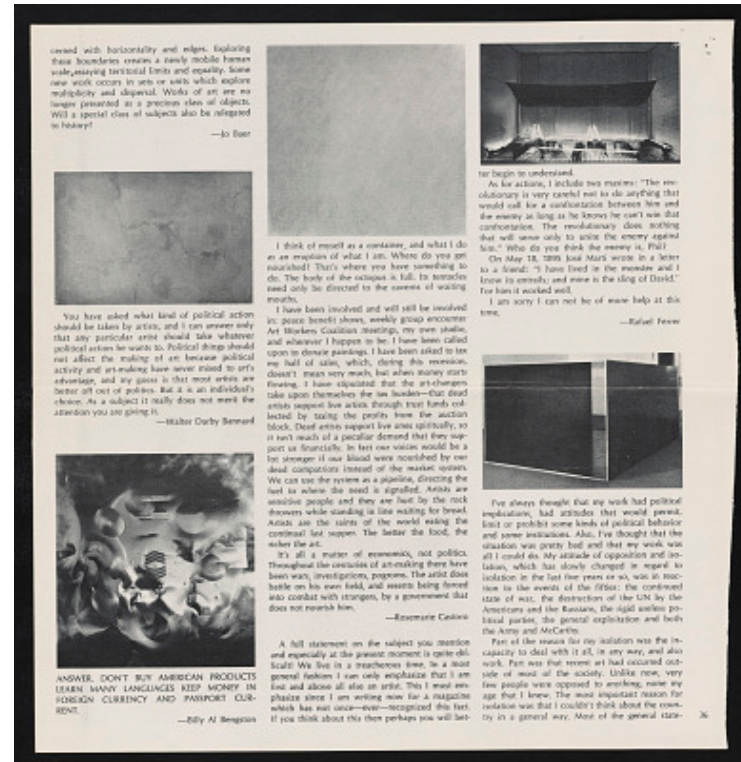 cerned with horizontality and edges. Exploring
these boundaries creates a newly mobile human
scale, assaying territorial limits and equality. Some
new work occurs in sets or units which explore
multiplicity and dispersal. Works of art are no
longer presented as a precious class of objects.
Will a special class of subjects also be relegated
to history?
—Jo Baer
You have asked what kind of political action
should be taken by artists, and I can answer only
that any particular artist should take whatever
political action he wants to. Political things should
not affect the making of art because political
activity and art-making have never mixed to art's
advantage, and my guess is that most artists are
better off out of politics. But it is an individual's
choice. As a subject it really does not merit the
attention you are giving it.
—Walter Darby Bannard
ANSWER. DON'T BUY AMERICAN PRODUCTS
LEARN MANY LANGUAGES KEEP MONEY IN
FOREIGN CURRENCY AND PASSPORT CUR-
RENT.
—Billy Al Bengston
I think of myself as a container, and what I do
as an eruption of what I am. Where do you get
nourished? That's where you have something to
do. The body of the octopus is full. Its tentacles
need only be directed to the caverns of waiting
mouths.
I have been involved and will still be involved
in: peace benefit shows, weekly group encounter
Art Workers Coalition meetings, my own studio,
and wherever I happen to be. I have been called
upon to donate paintings. I have been asked to tax
my half of sales, which, during this recession,
doesn't mean very much, but when money starts
flowing, I have stipulated that the art-changers
take upon themselves the tax burden—that dead
artists support live artists through trust funds col-
lected by taxing the profits from the auction
block. Dead artists support live ones spiritually, so
it isn't much of a peculiar demand that they sup-
port us financially. In fact our voices would be a
lot stronger if our blood were nourished by our
dead compatriots instead of the market system.
We can use the system as a pipeline, directing the
fuel to where the need is signalled. Artists are
sensitive people and they are hurt by the rock
throwers while standing in line waiting for bread.
Artists are the saints of the world eating the
continual last supper. The better the food, the
richer the art.
It's all a matter of economics, not politics.
Throughout the centuries of art-making there have
been wars, investigations, pogroms. The artist does
battle on his own field, and resents being forced
into combat with strangers, by a government that
does not nourish him.
—Rosemarie Castoro
A full statement on the subject you mention
and especially at the present moment is quite dif-
ficult! We live in a treacherous time. In a most
general fashion I can only emphasize that I am
first and above all else an artist. This I must em-
phasize since I am writing now for a magazine
which has not once—ever—recognized this fact.
If you think about this then perhaps you will bet-
ter begin to understand.
As for actions, I include two maxims: "The rev-
olutionary is very careful not to do anything that
would call for a confrontation between him and
the enemy as long as he knows he can't win that
confrontation. The revolutionary does nothing
that will serve only to unite the enemy against
him." Who do you think the enemy is, Phil?
On May 18, 1895 José Martí wrote in a letter
to a friend: "I have lived in the monster and I
know its entrails; and mine is the sling of David."
For him it worked well.
I am sorry I can not be of more help at this
time.
—Rafael Ferrer
I've always thought that my work had political
implications, had attitudes that would permit,
limit or prohibit some kinds of political behavior
and some institutions. Also, I've thought that the
situation was pretty bad and that my work was
all I could do. My attitude of opposition and iso-
lation, which has slowly changed in regard to
isolation in the last five years or so, was in reac-
tion to the events of the fifties: the continued
state of war, the destruction of the UN by the
Americans and the Russians, the rigid useless po-
litical parties, the general exploitation and both
the Army and McCarthy.
Part of the reason for my isolation was the in-
capacity to deal with it all, in any way, and also
work. Part was that recent art had occurred out-
side of most of the society. Unlike now, very
few people were opposed to anything, none my
age that I knew. The most important reason for
isolation was that I couldn't think about the coun-
try in a general way. Most of the general state-
36